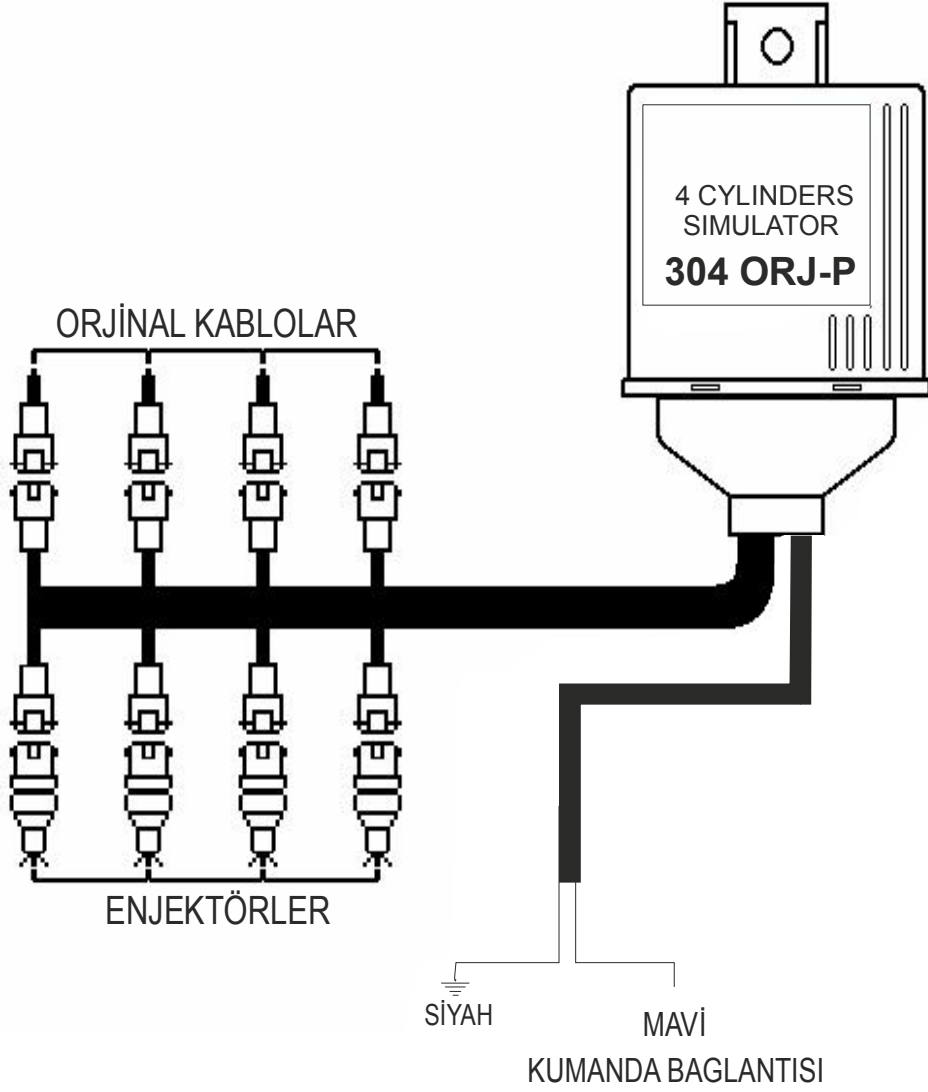 4 CYLINDERS
SIMULATOR
304 ORJ-P
ORJİNAL KABLOLAR
ENJEKTÖRLER
SİYAH
MAVİ
KUMANDA BAGLANTISI